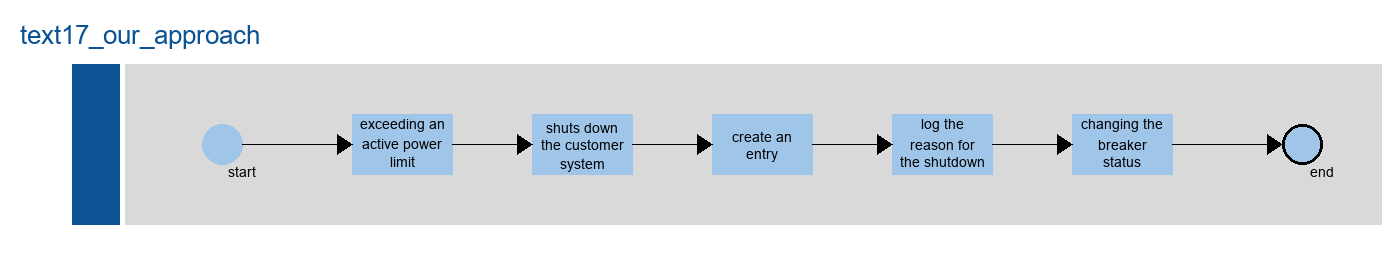 text17_our_approach
start
exceeding an
active power
limit
shuts down
the customer
system
create an
entry
log the
reason for
the shutdown
changing the
breaker
status
end